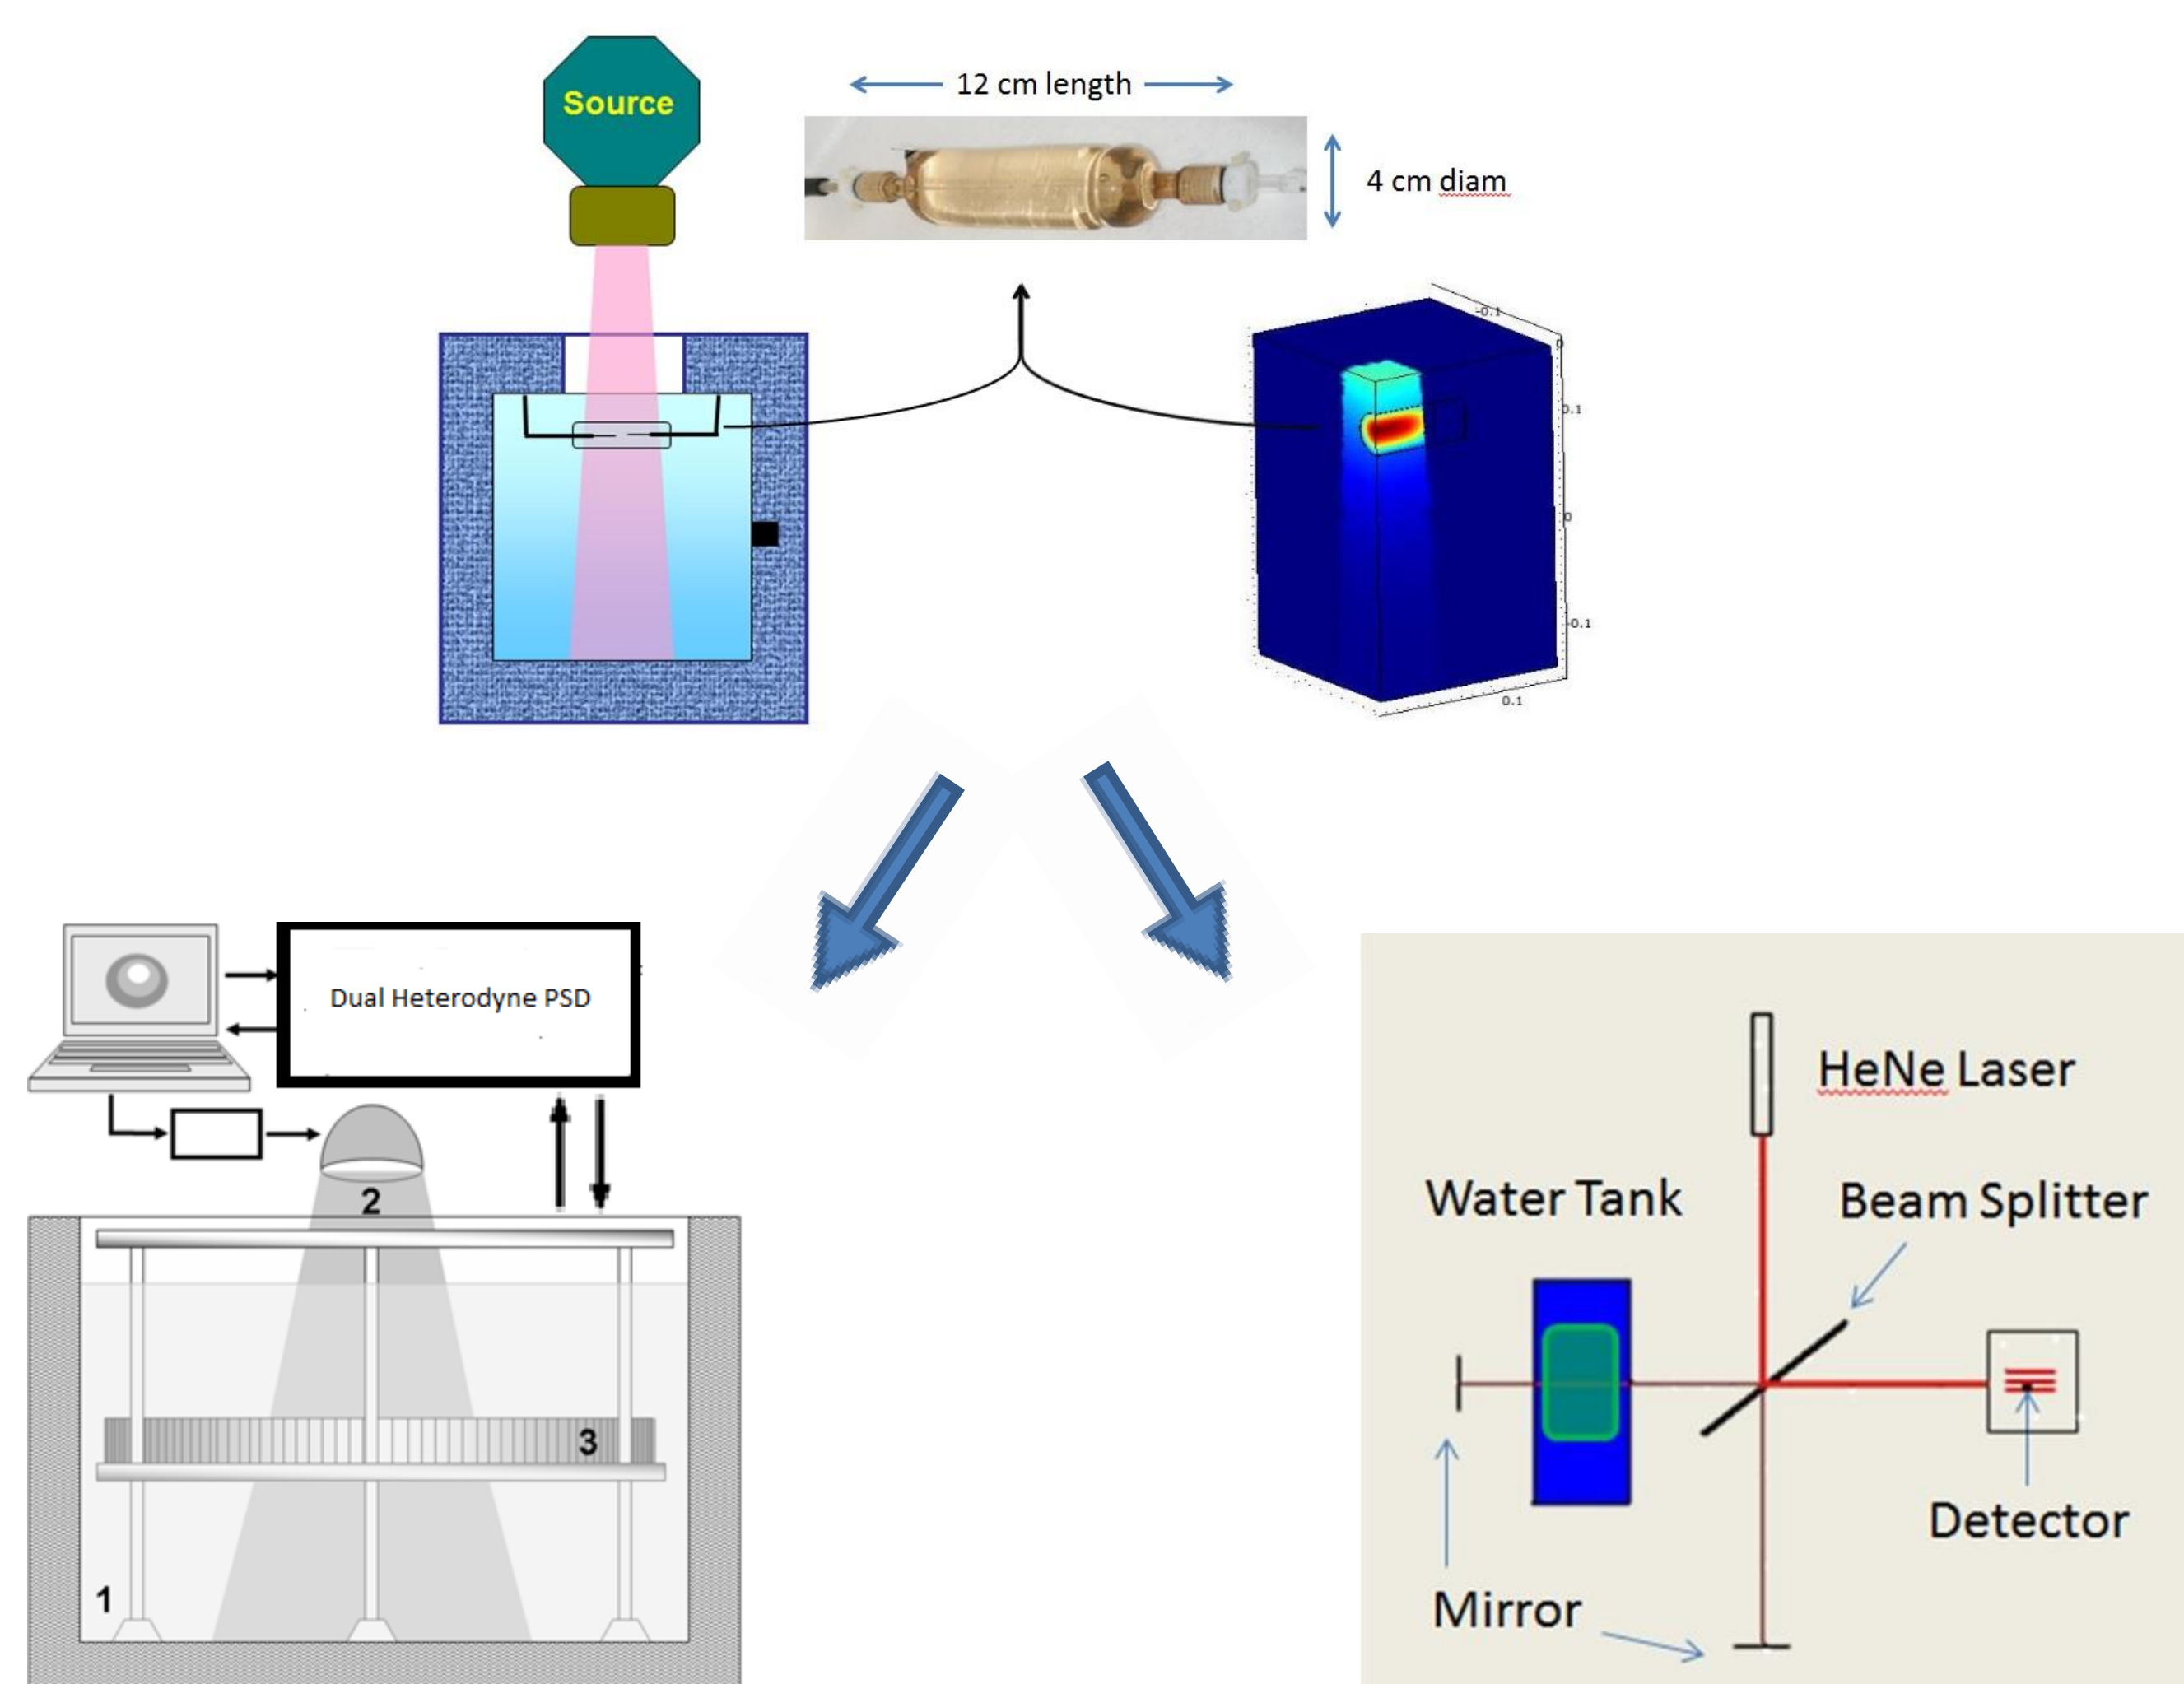 Source
12 cm length
4 cm diam
-0.1
0
0.1
0
-0.1
0.1
Dual Heterodyne PSD
2
3
1
HeNe Laser
Water Tank
Beam Splitter
Detector
Mirror